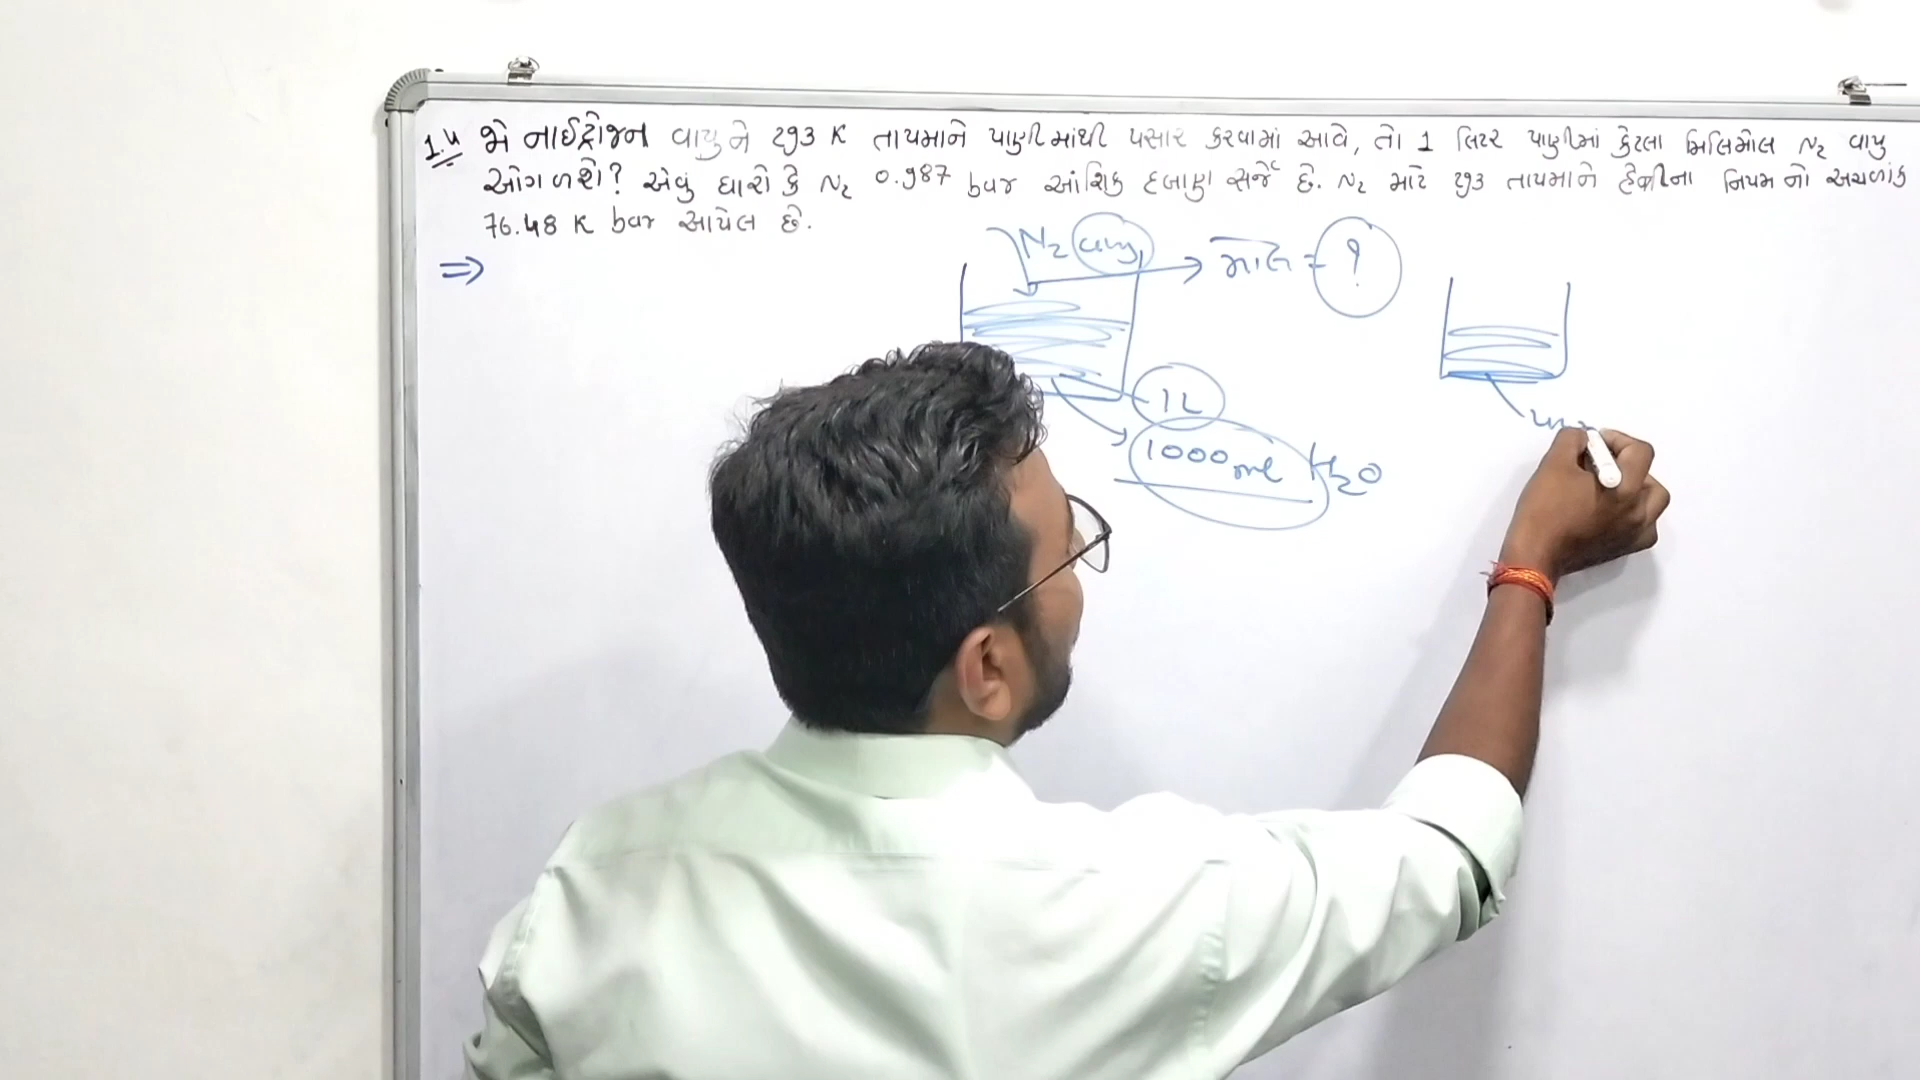 1.4 જો નાઈટ્રોજન વાયુને 293 K તાપમાને પાણીમાંથી પસાર કરવામાં આવે, તો 1 લિટર પાણીમાં કેટલા મિલિમોલ N2 વાયુ
ઓગળશે? એવું ધારો કે N2 0.987 bar આંશિક દબાણ સર્જે છે. N2 માટે 293 તાપમાને હેન્રીના નિયમ નો અચળાંક
76.48 K bar આપેલ છે.
⇒
N2 વાયુ → મોલ = ?
1L
1000 ml H2O